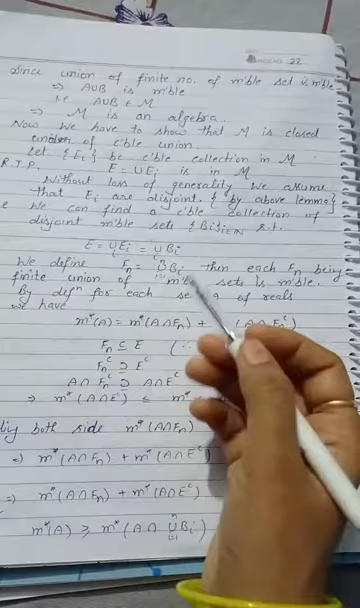 PAGE NO. 22
Since union of finite no. of m'ble set is m'ble
⇒ A∪B is m'ble
i.e. A∪B ∈ M
⇒ M is an algebra.
Now We have to show that M is closed
under of c'ble union.
Let {Ei} be c'ble collection in M
R.T.P. E = ∪Ei is in M
Without loss of generality We assume
that Ei are disjoint. { by above lemma}
We can find a c'ble collection of
disjoint m'ble sets {Bi}i∈N s.t.
E = ∪Ei = ∪Bi
We define Fn = ∪Bi then each Fn being
finite union of m'ble sets is m'ble.
By defn for each set A of reals
we have
m*(A) = m*(A∩Fn) + (A∩Fnᶜ)
Fn ⊆ E (∵
Fnᶜ ⊇ Eᶜ
A∩Fnᶜ ⊇ A∩Eᶜ
⇒ m*(A∩Eᶜ) ≤ m*
both side m*(A∩Fn)
⇒ m*(A∩Fn) + m*(A∩Eᶜ)
⇒ m*(A∩Fn) + m*(A∩Eᶜ)
m*(A) ≥ m*(A∩ ⁿ∪ᵢ₌₁ Bi)